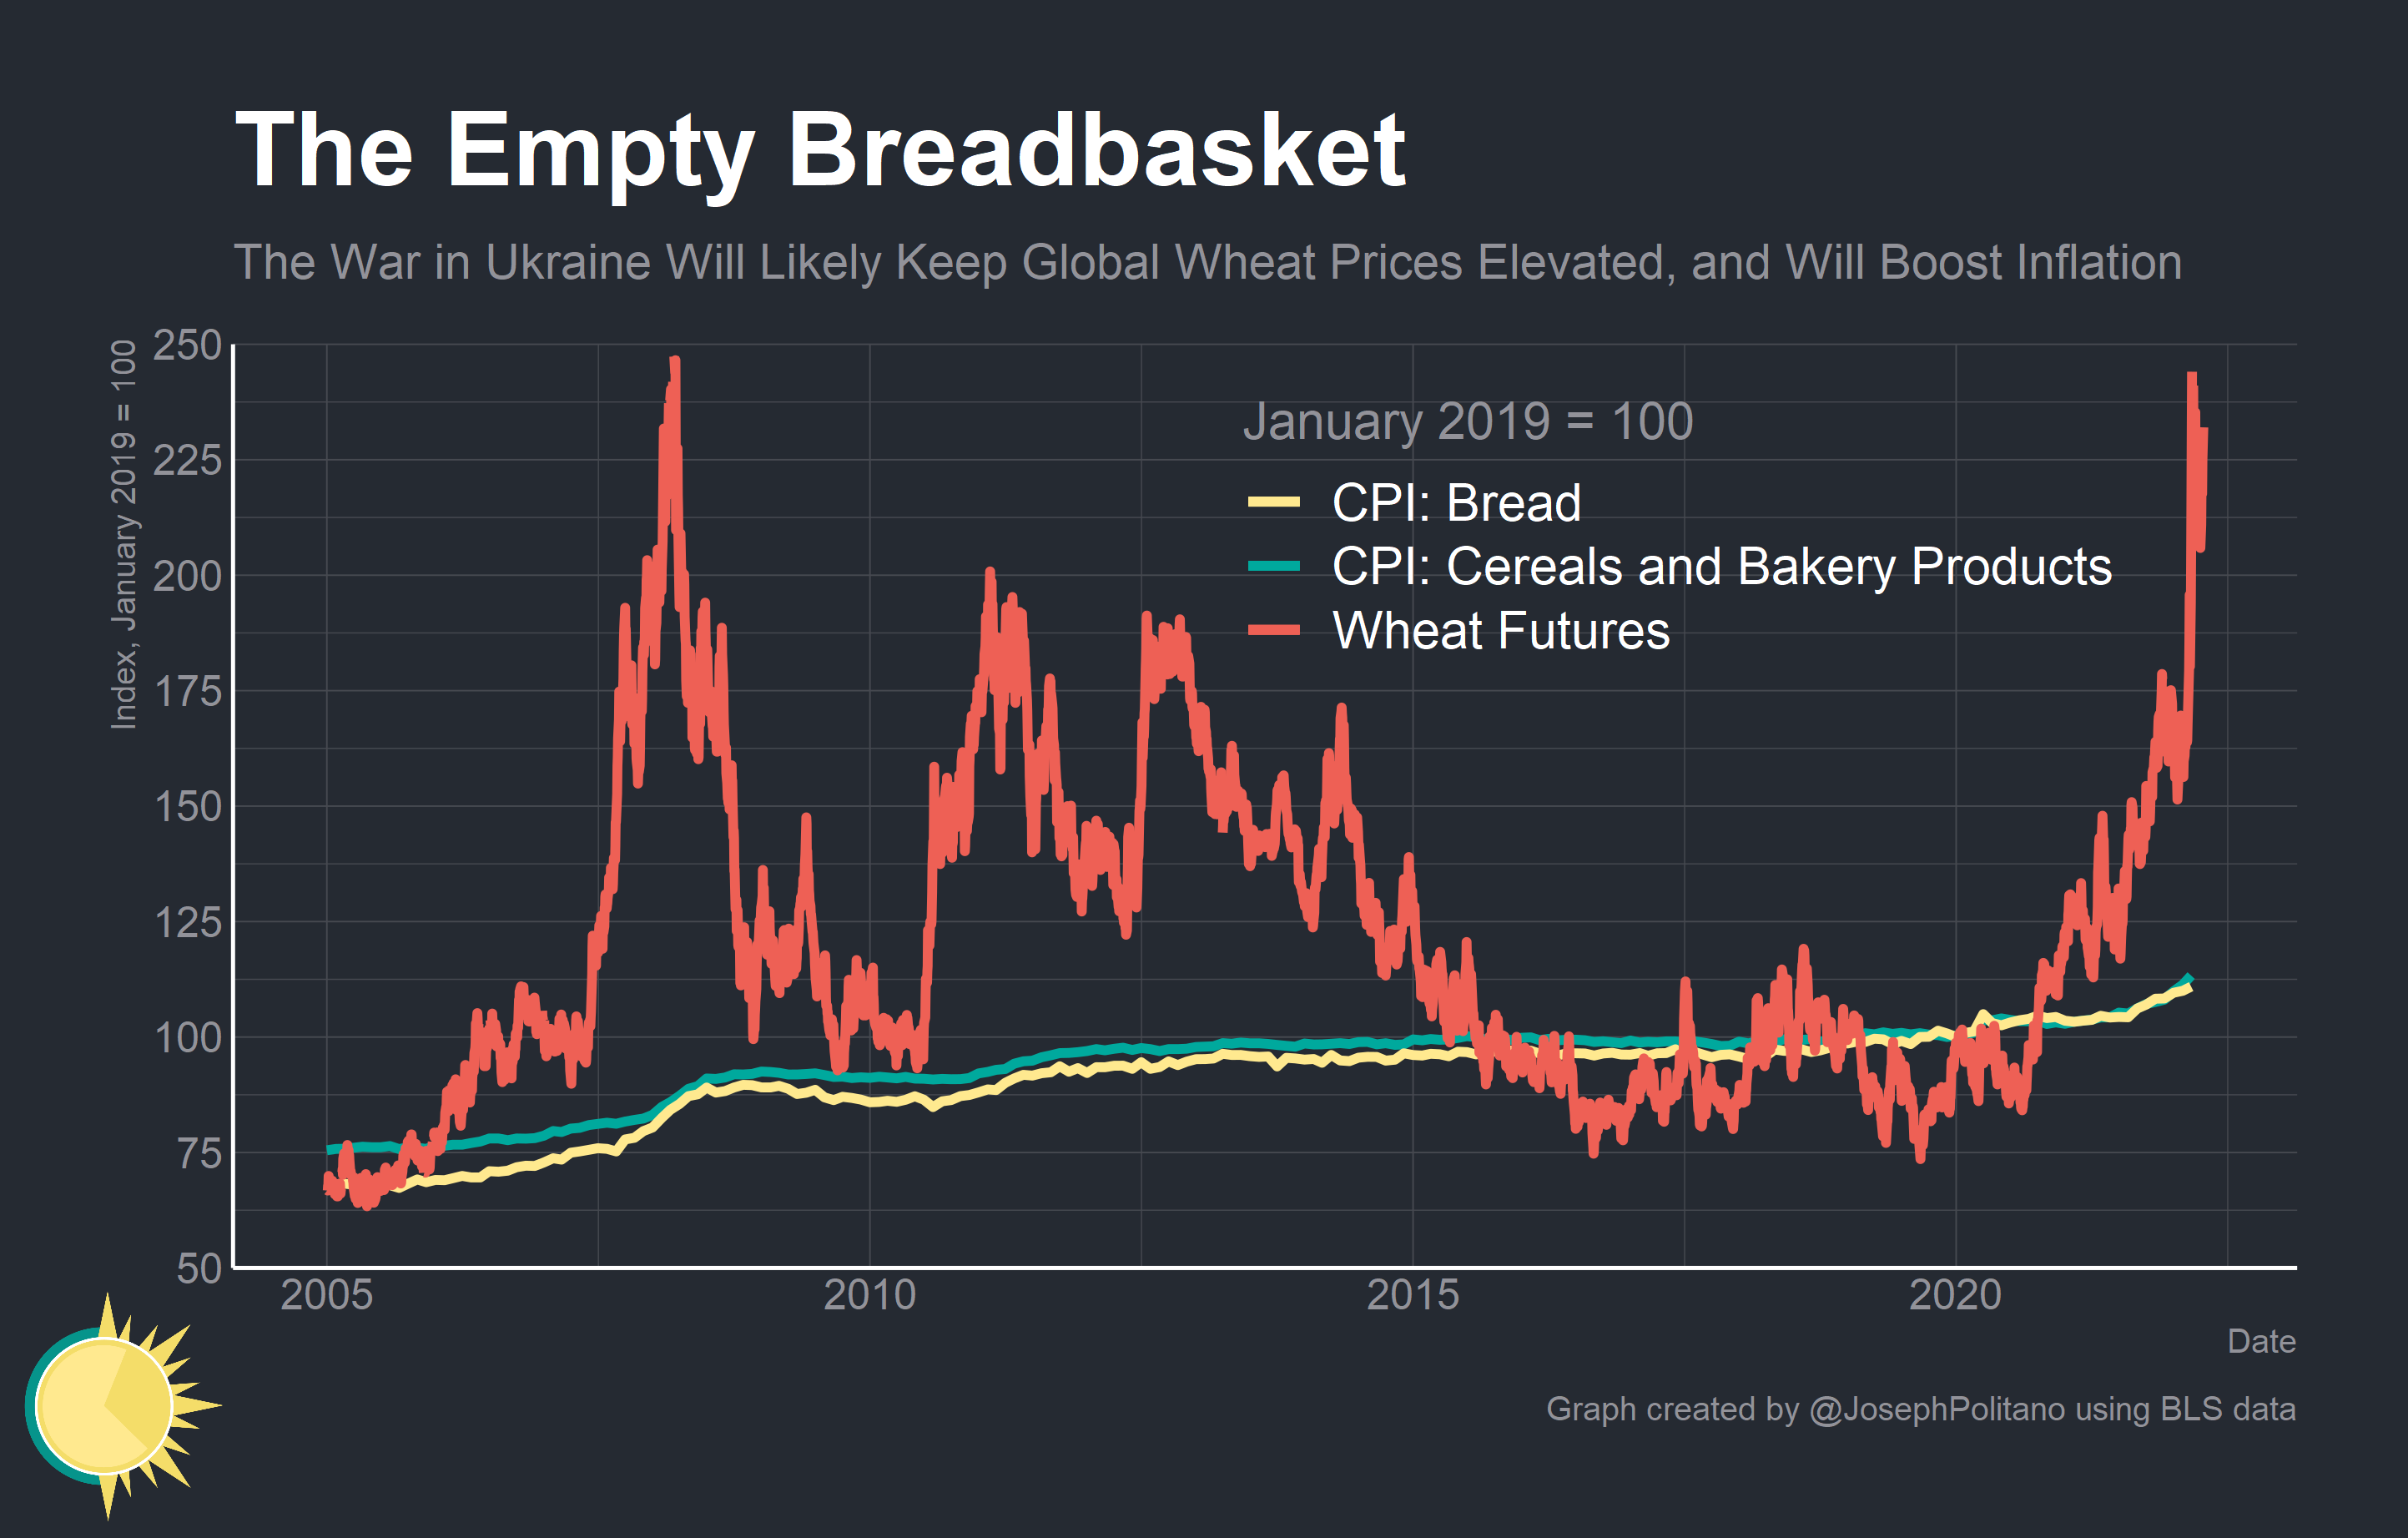 The Empty Breadbasket
The War in Ukraine Will Likely Keep Global Wheat Prices Elevated, and Will Boost Inflation
Index, January 2019 = 100
250
225
200
175
150
125
100
75
50
January 2019 = 100
CPI: Bread
CPI: Cereals and Bakery Products
Wheat Futures
2005 2010 2015 2020
Date
Graph created by @JosephPolitano using BLS data